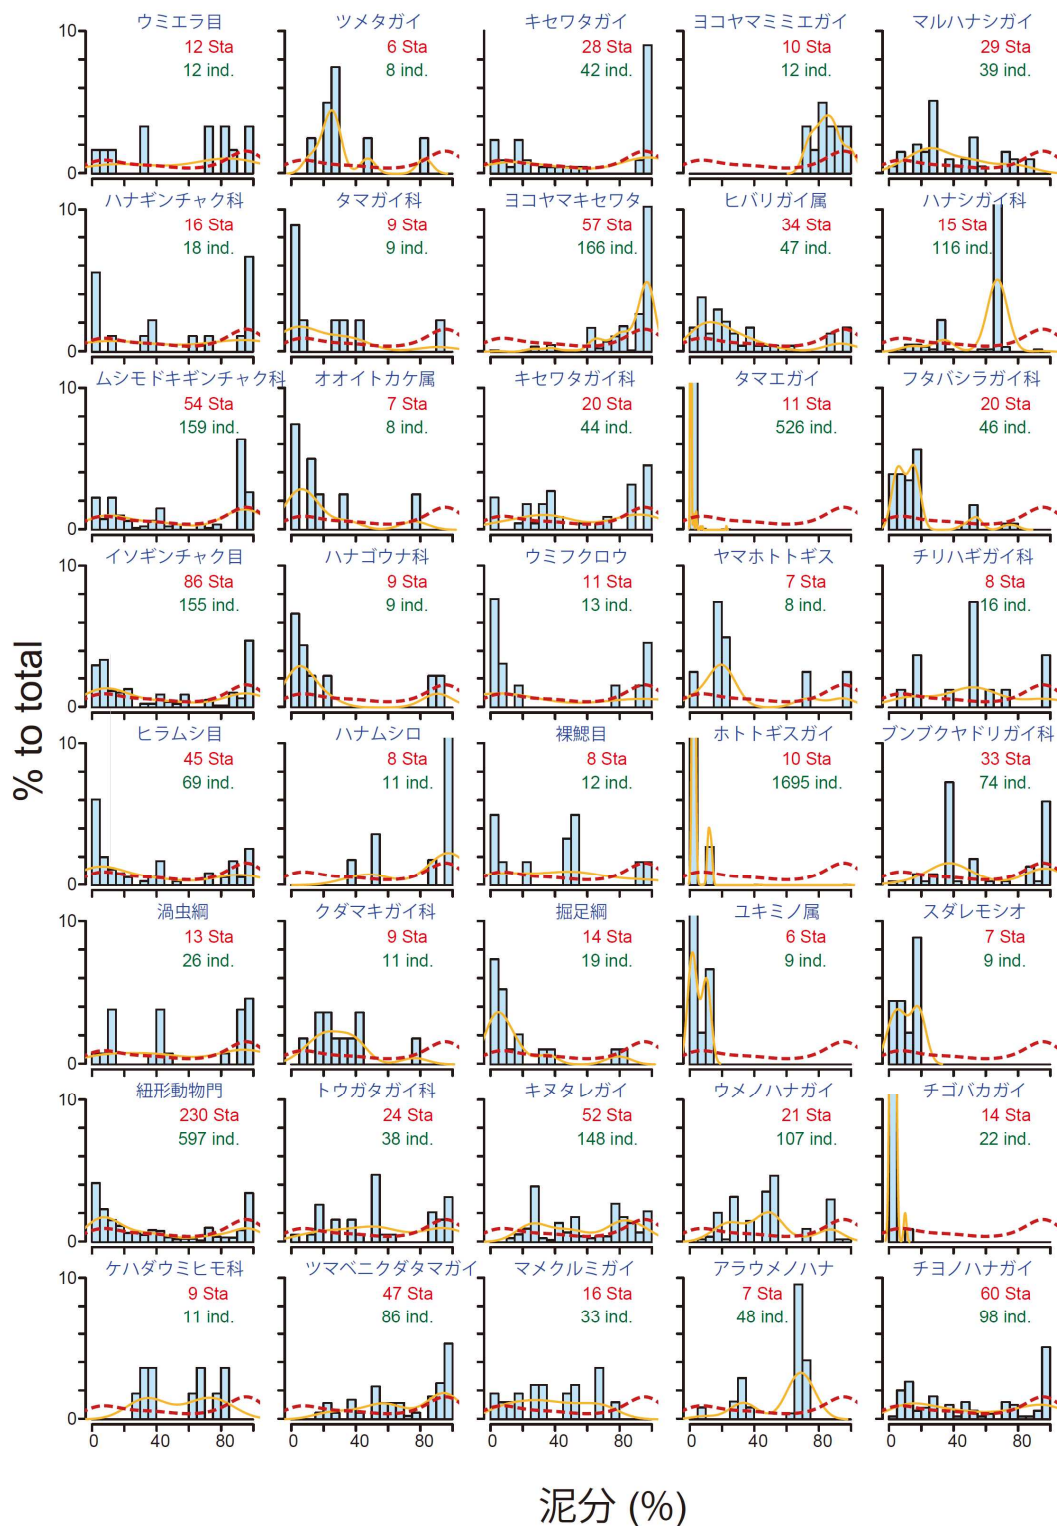 ウミエラ目 ツメタガイ キセワタガイ ヨコヤマミミエガイ マルハナシガイ
10 12 Sta 6 Sta 28 Sta 10 Sta 29 Sta
12 ind. 8 ind. 42 ind. 12 ind. 39 ind.
0
ハナギンチャク科 タマガイ科 ヨコヤマキセワタ ヒバリガイ属 ハナシガイ科
10 16 Sta 9 Sta 57 Sta 34 Sta 15 Sta
18 ind. 9 ind. 166 ind. 47 ind. 116 ind.
0
ムシモドキギンチャク科 オオイトカケ属 キセワタガイ科 タマエガイ フタバシラガイ科
10 54 Sta 7 Sta 20 Sta 11 Sta 20 Sta
159 ind. 8 ind. 44 ind. 526 ind. 46 ind.
0
イソギンチャク目 ハナゴウナ科 ウミフクロウ ヤマホトトギス チリハギガイ科
10 86 Sta 9 Sta 11 Sta 7 Sta 8 Sta
155 ind. 9 ind. 13 ind. 8 ind. 16 ind.
0
ヒラムシ目 ハナムシロ 裸鰓目 ホトトギスガイ ブンブクヤドリガイ科
10 45 Sta 8 Sta 8 Sta 10 Sta 33 Sta
69 ind. 11 ind. 12 ind. 1695 ind. 74 ind.
0
渦虫綱 クダマキガイ科 掘足綱 ユキミノ属 スダレモシオ
10 13 Sta 9 Sta 14 Sta 6 Sta 7 Sta
26 ind. 11 ind. 19 ind. 9 ind. 9 ind.
0
紐形動物門 トウガタガイ科 キヌタレガイ ウメノハナガイ チゴバカガイ
10 230 Sta 24 Sta 52 Sta 21 Sta 14 Sta
597 ind. 38 ind. 148 ind. 107 ind. 22 ind.
0
ケハダウミヒモ科 ツマベニクダタマガイ マメクルミガイ アラウメノハナ チヨノハナガイ
10 9 Sta 47 Sta 16 Sta 7 Sta 60 Sta
11 ind. 86 ind. 33 ind. 48 ind. 98 ind.
0
0 40 80 0 40 80 0 40 80 0 40 80 0 40 80
% to total
泥分 (%)